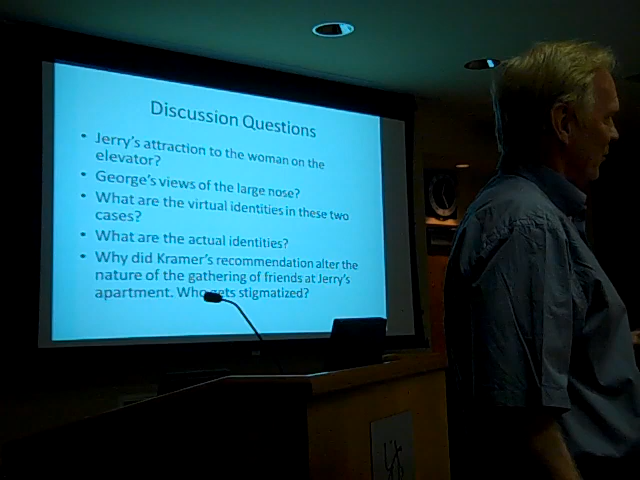 Discussion Questions
• Jerry's attraction to the woman on the
elevator?
• George's views of the large nose?
• What are the virtual identities in these two
cases?
• What are the actual identities?
• Why did Kramer's recommendation alter the
nature of the gathering of friends at Jerry's
apartment. Who gets stigmatized?